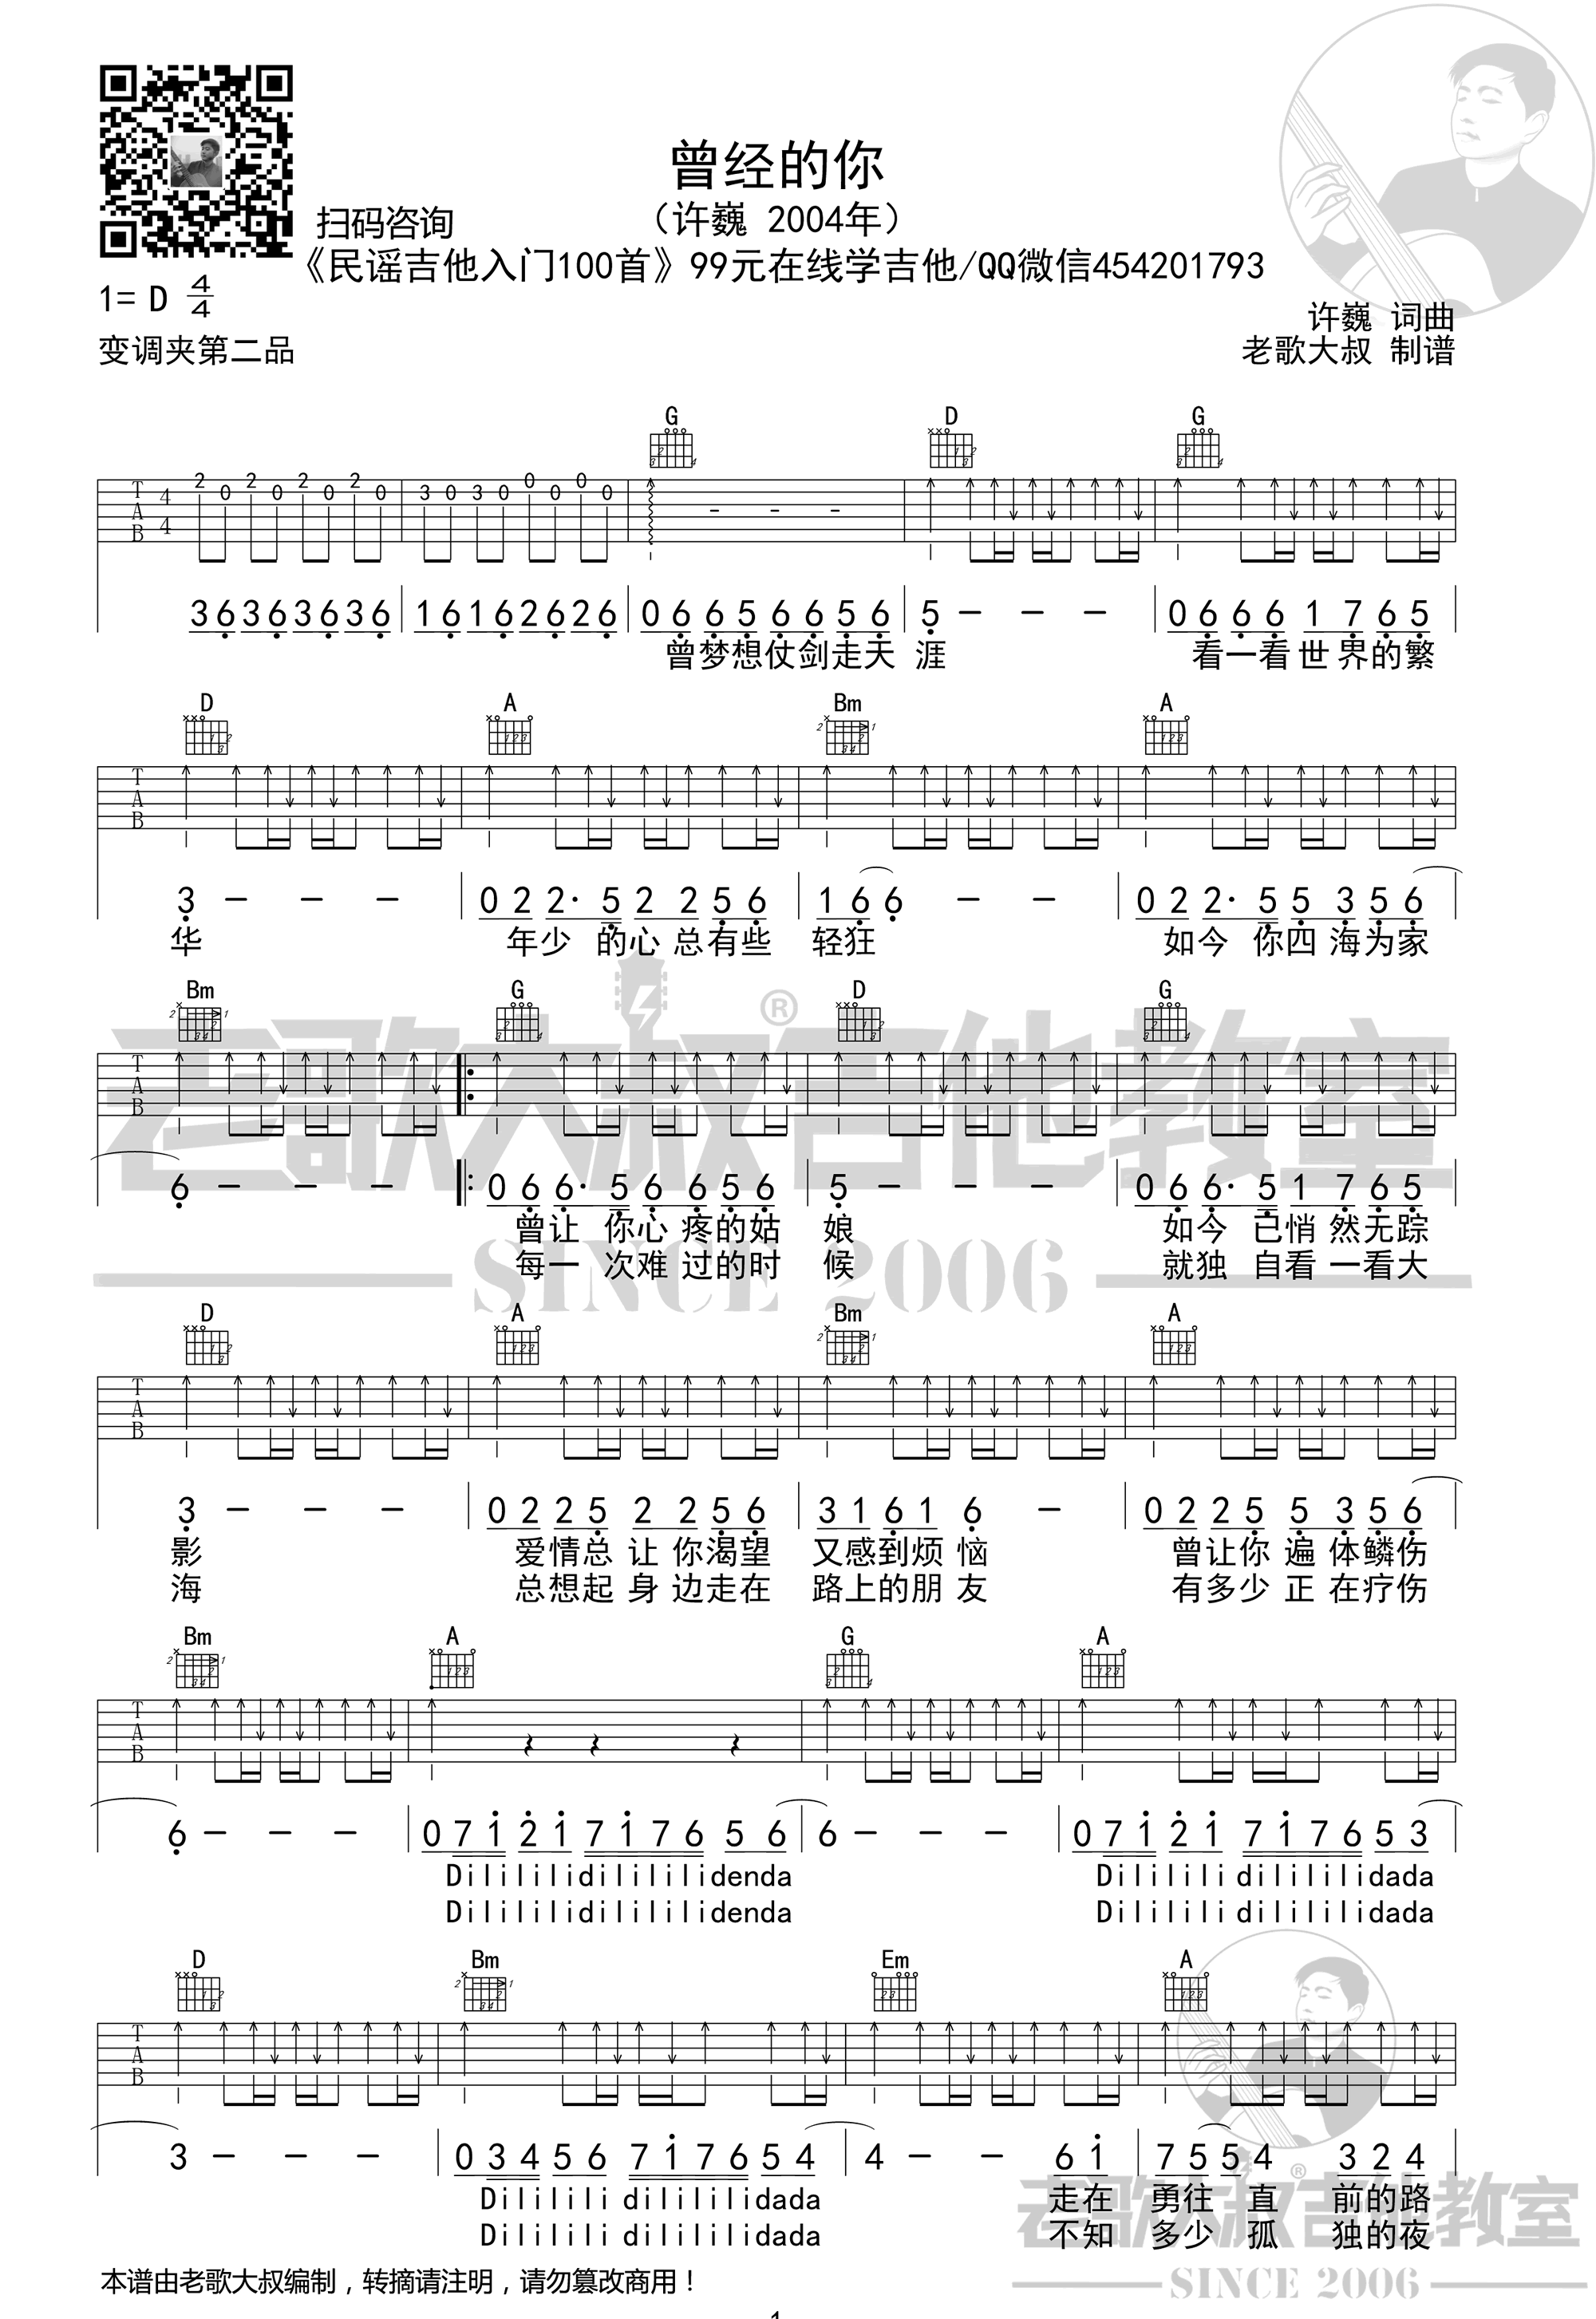 曾经的你
（许巍 2004年）
扫码咨询
《民谣吉他入门100首》99元在线学吉他/QQ微信454201793
1= D 4/4
变调夹第二品
许巍 词曲
老歌大叔 制谱
G D G
T A B 4 4 2 0 2 0 2 0 2 0 3 0 3 0 0 0 0 0
3 6 3 6 3 6 3 6 1 6 1 6 2 6 2 6 0 6 6 5 6 6 5 6 5 – – – 0 6 6 6 1 7 6 5
曾梦想仗剑走天 涯 看一看世界的繁
D A Bm A
T A B
3 – – – 0 2 2· 5 2 2 5 6 1 6 6 – – 0 2 2· 5 5 3 5 6
华 年少 的心 总有些 轻狂 如今 你四 海为家
Bm G D G
T A B
6 – – – 0 6 6· 5 6 6 5 6 5 – – – 0 6 6· 5 1 7 6 5
曾让 你心 疼的姑 娘 如今 已悄 然无踪
每一 次难 过的时 候 就独 自看 一看大
老歌大叔吉他教室®
SINCE 2006
D A Bm A
T A B
3 – – – 0 2 2 5 2 2 5 6 3 1 6 1 6 – 0 2 2 5 5 3 5 6
影 爱情总 让 你渴望 又感到烦 恼 曾让你 遍 体鳞伤
海 总想起 身 边走在 路上的朋 友 有多少 正 在疗伤
Bm A G A
T A B
6 – – – 0 7 1 2 1 7 1 7 6 5 6 6 – – – 0 7 1 2 1 7 1 7 6 5 3
Dilililidilililidenda Dilililidilililidada
Dilililidilililidenda Dilililidilililidada
D Bm Em A
T A B
3 – – – 0 3 4 5 6 7 1 7 6 5 4 4 – – 6 1 7 5 5 4 3 2 4
Dilililidilililidada 走在 勇往 直 前的路
Dilililidilililidada 不知 多少 孤 独的夜
老歌大叔吉他教室®
SINCE 2006
本谱由老歌大叔编制，转摘请注明，请勿篡改商用！
1